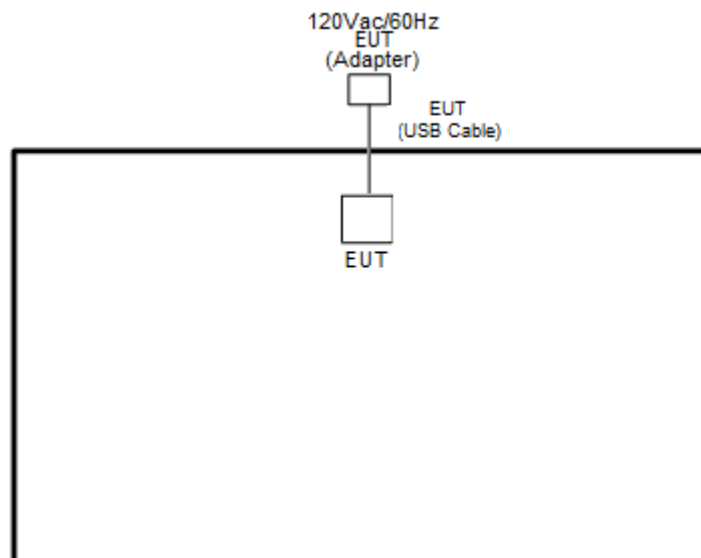 120Vac/60Hz
EUT
(Adapter)
EUT
(USB Cable)
EUT